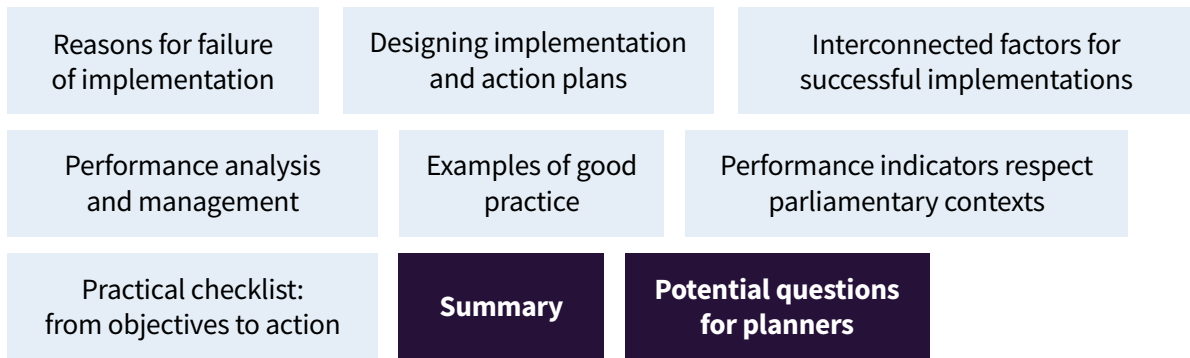 Reasons for failure
of implementation
Designing implementation
and action plans
Interconnected factors for
successful implementations
Performance analysis
and management
Examples of good
practice
Performance indicators respect
parliamentary contexts
Practical checklist:
from objectives to action
Summary
Potential questions
for planners